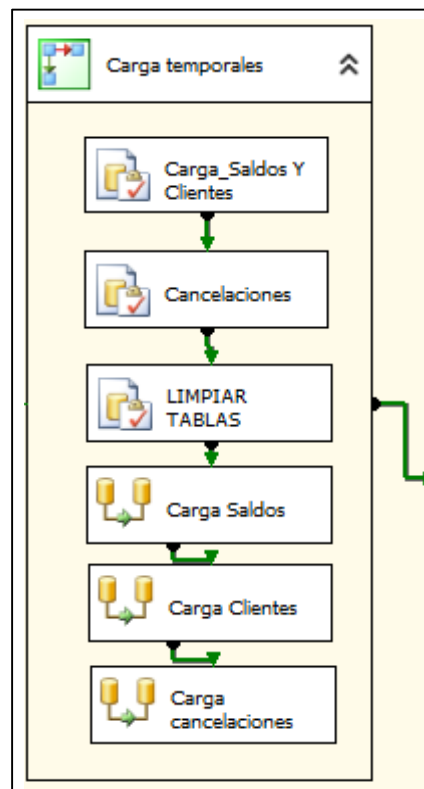 Carga temporales
Carga_Saldos Y
Clientes
Cancelaciones
LIMPIAR
TABLAS
Carga Saldos
Carga Clientes
Carga
cancelaciones